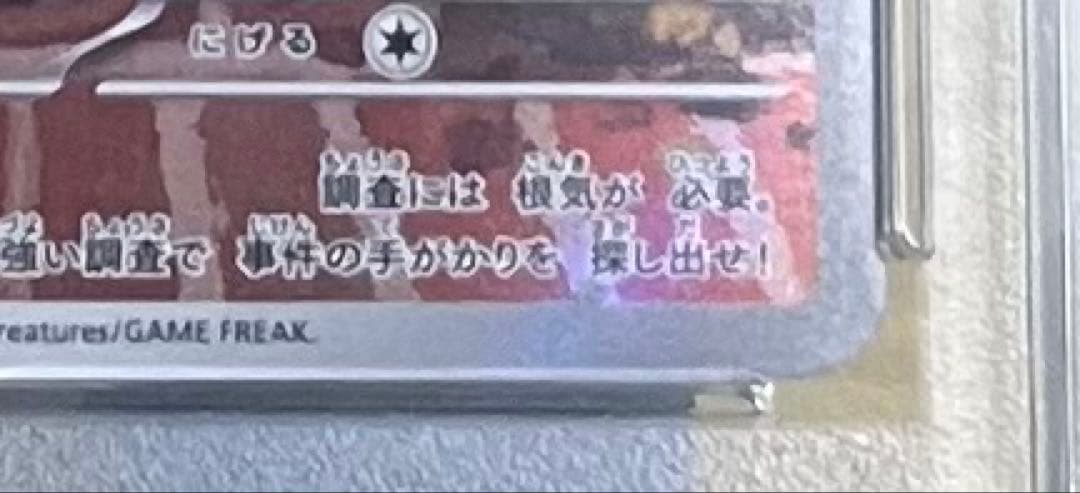 にげる
調査には 根気が 必要。
強い調査で 事件の手がかりを 探し出せ!
reatures/GAME FREAK.